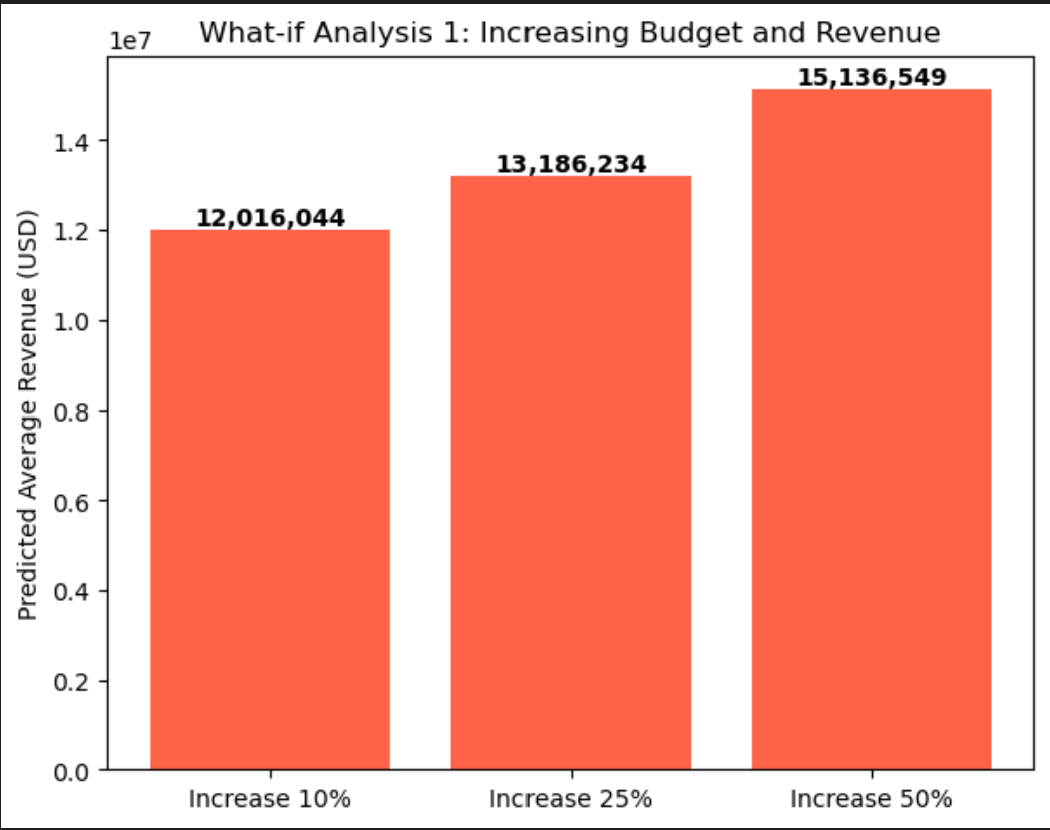 What-if Analysis 1: Increasing Budget and Revenue
1e7
Predicted Average Revenue (USD)
1.4
1.2
1.0
0.8
0.6
0.4
0.2
0.0
12,016,044
13,186,234
15,136,549
Increase 10%
Increase 25%
Increase 50%